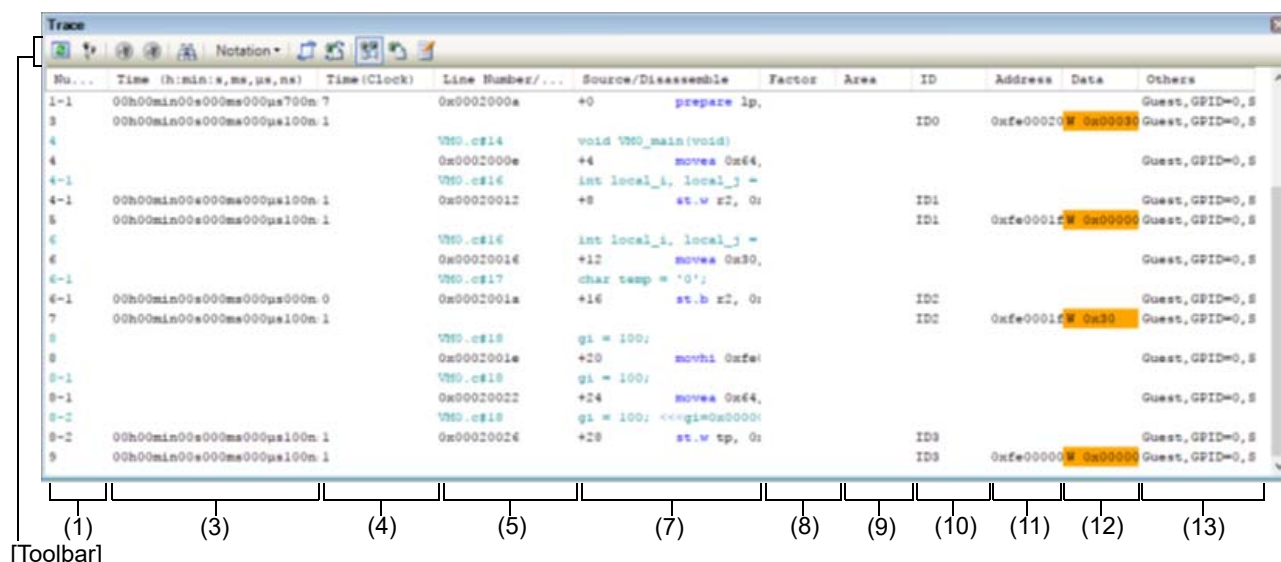 Trace
Notation
Nu... Time (h:min:s,ms,µs,ns) Time(Clock) Line Number/... Source/Disassemble Factor Area ID Address Data Others
1-1 00h00min00s000ms000µs700n 7 0x0002000a +0 prepare lp, Guest,GPID=0,S
3 00h00min00s000ms000µs100n 1 ID0 0xfe00020 W 0x00030 Guest,GPID=0,S
4 VM0.c#14 void VM0_main(void)
4 0x0002000e +4 movea 0x64, Guest,GPID=0,S
4-1 VM0.c#16 int local_i, local_j =
4-1 00h00min00s000ms000µs100n 1 0x00020012 +8 st.w r2, 0x ID1 Guest,GPID=0,S
5 00h00min00s000ms000µs100n 1 ID1 0xfe0001f W 0x00000 Guest,GPID=0,S
6 VM0.c#16 int local_i, local_j =
6 0x00020016 +12 movea 0x30, Guest,GPID=0,S
6-1 VM0.c#17 char temp = '0';
6-1 00h00min00s000ms000µs000n 0 0x0002001a +16 st.b r2, 0x ID2 Guest,GPID=0,S
7 00h00min00s000ms000µs100n 1 ID2 0xfe0001f W 0x30 Guest,GPID=0,S
8 VM0.c#18 gi = 100;
8 0x0002001e +20 movhi 0xfe Guest,GPID=0,S
8-1 VM0.c#18 gi = 100;
8-1 0x00020022 +24 movea 0x64, Guest,GPID=0,S
8-2 VM0.c#18 gi = 100; <<<gi=0x0000
8-2 00h00min00s000ms000µs100n 1 0x00020026 +28 st.w tp, 0x ID3 Guest,GPID=0,S
9 00h00min00s000ms000µs100n 1 ID3 0xfe00000 W 0x00000 Guest,GPID=0,S
(1) (3) (4) (5) (7) (8) (9) (10) (11) (12) (13)
[Toolbar]